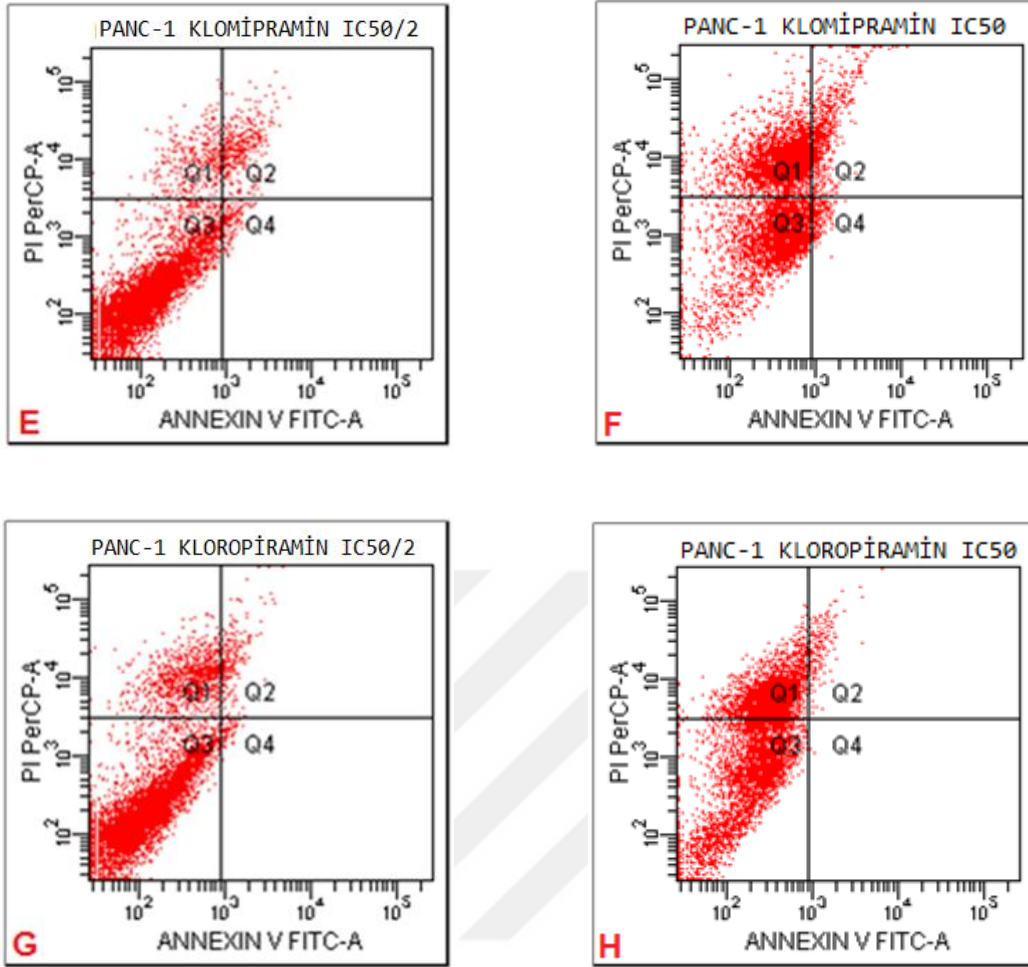 PANC-1 KLOMİPRAMİN IC50/2
PI PerCP-A
10^5
10^4
10^3
10^2
Q1
Q2
Q3
Q4
10^2 10^3 10^4 10^5
ANNEXIN V FITC-A
E
PANC-1 KLOMİPRAMİN IC50
PI PerCP-A
10^5
10^4
10^3
10^2
Q1
Q2
Q3
Q4
10^2 10^3 10^4 10^5
ANNEXIN V FITC-A
F
PANC-1 KLOROPİRAMİN IC50/2
PI PerCP-A
10^5
10^4
10^3
10^2
Q1
Q2
Q3
Q4
10^2 10^3 10^4 10^5
ANNEXIN V FITC-A
G
PANC-1 KLOROPİRAMİN IC50
PI PerCP-A
10^5
10^4
10^3
10^2
Q1
Q2
Q3
Q4
10^2 10^3 10^4 10^5
ANNEXIN V FITC-A
H